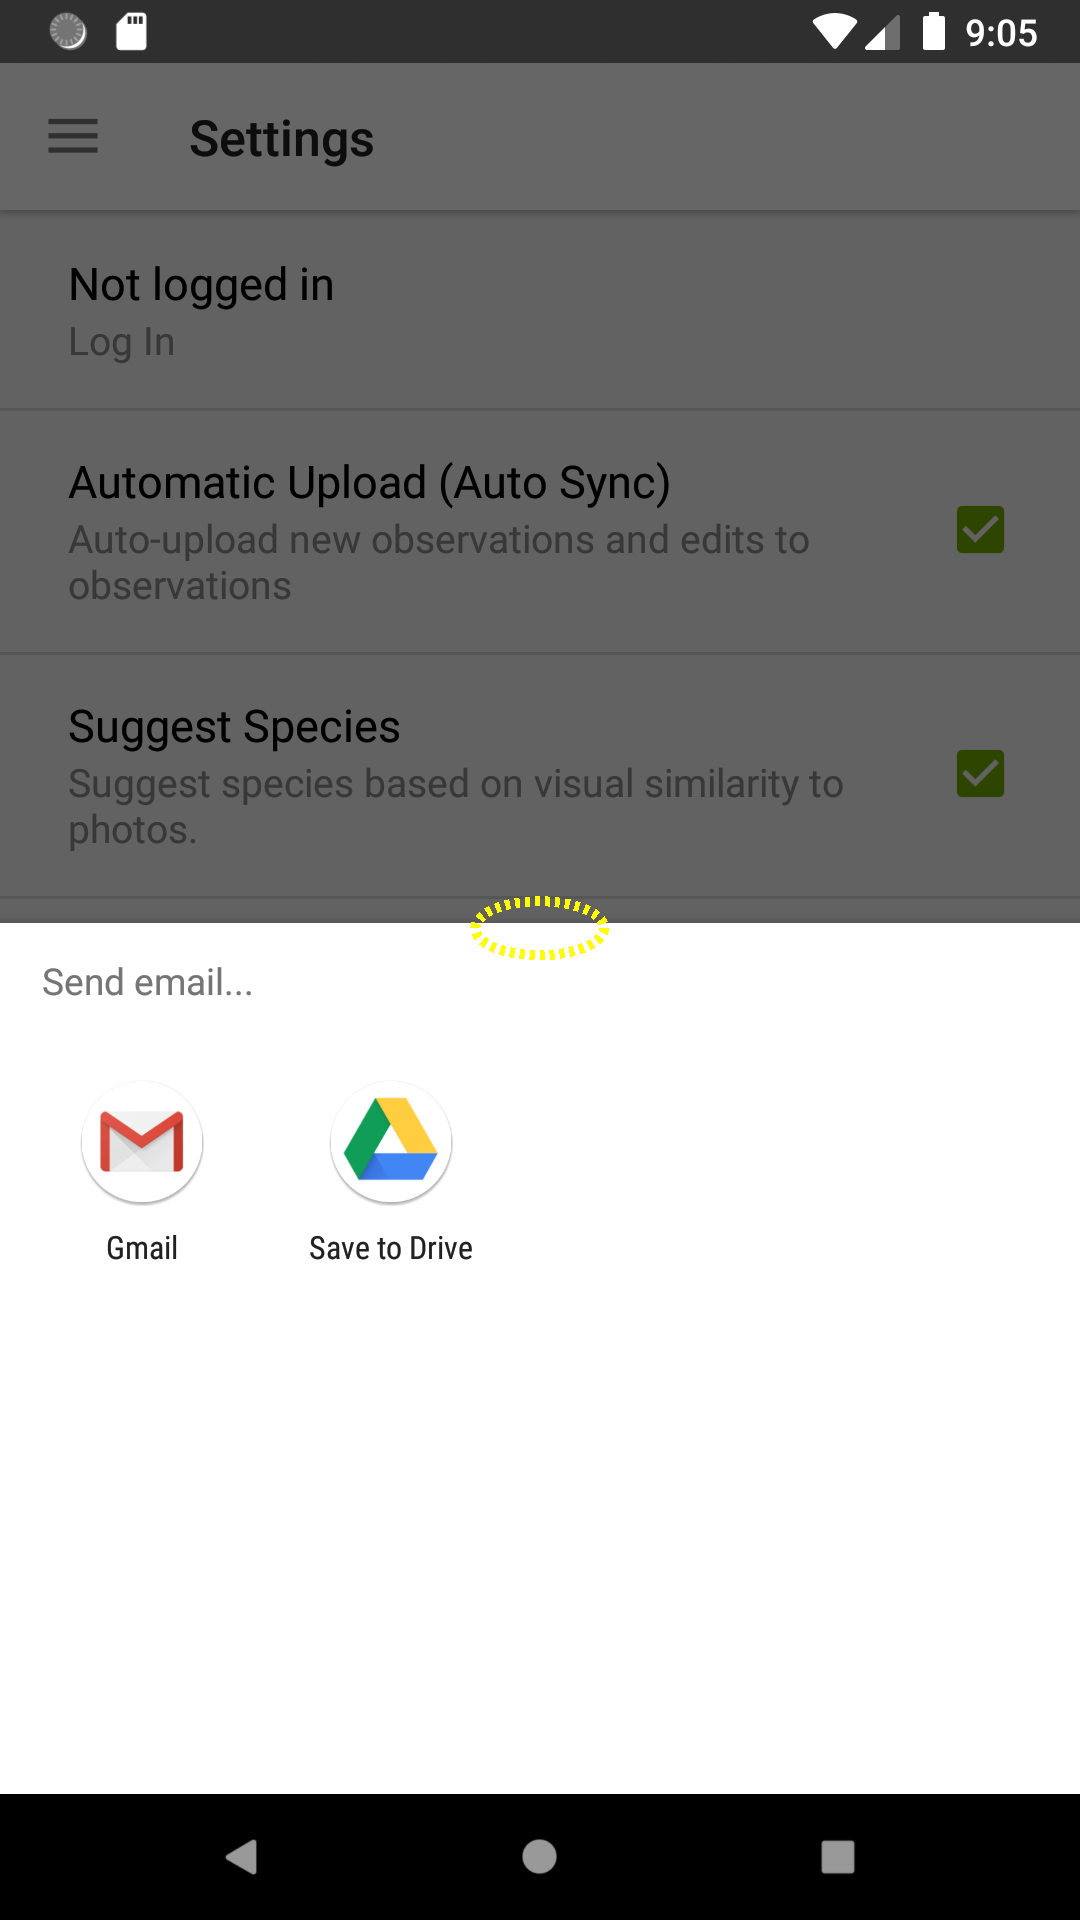 9:05
Settings
Not logged in
Log In
Automatic Upload (Auto Sync)
Auto-upload new observations and edits to
observations
Suggest Species
Suggest species based on visual similarity to
photos.
Send email...
Gmail
Save to Drive